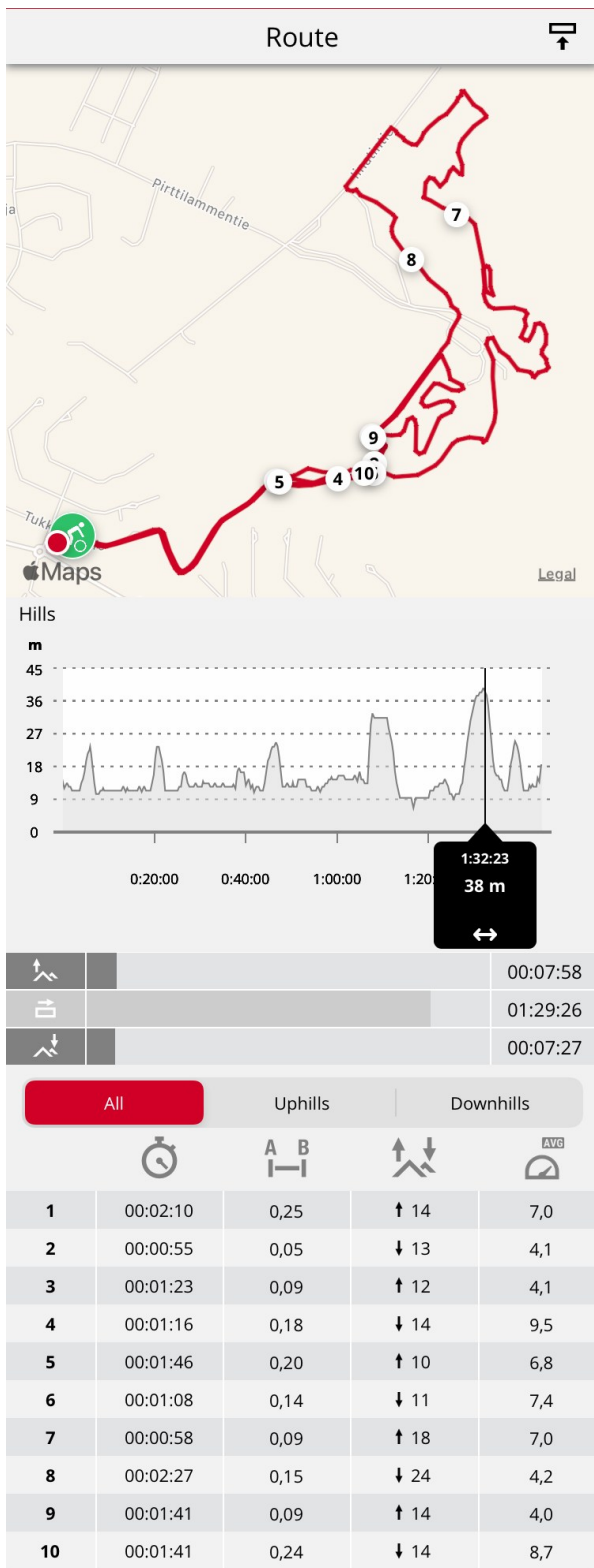 Route
ja
Pirttilammentie
7
8
9
10
4
5
Tukk
Maps
Legal
Hills
m
45
36
27
18
9
0
0:20:00 0:40:00 1:00:00 1:20:
1:32:23
38 m
00:07:58
01:29:26
00:07:27
All Uphills Downhills
A B AVG
1 00:02:10 0,25 14 7,0
2 00:00:55 0,05 13 4,1
3 00:01:23 0,09 12 4,1
4 00:01:16 0,18 14 9,5
5 00:01:46 0,20 10 6,8
6 00:01:08 0,14 11 7,4
7 00:00:58 0,09 18 7,0
8 00:02:27 0,15 24 4,2
9 00:01:41 0,09 14 4,0
10 00:01:41 0,24 14 8,7